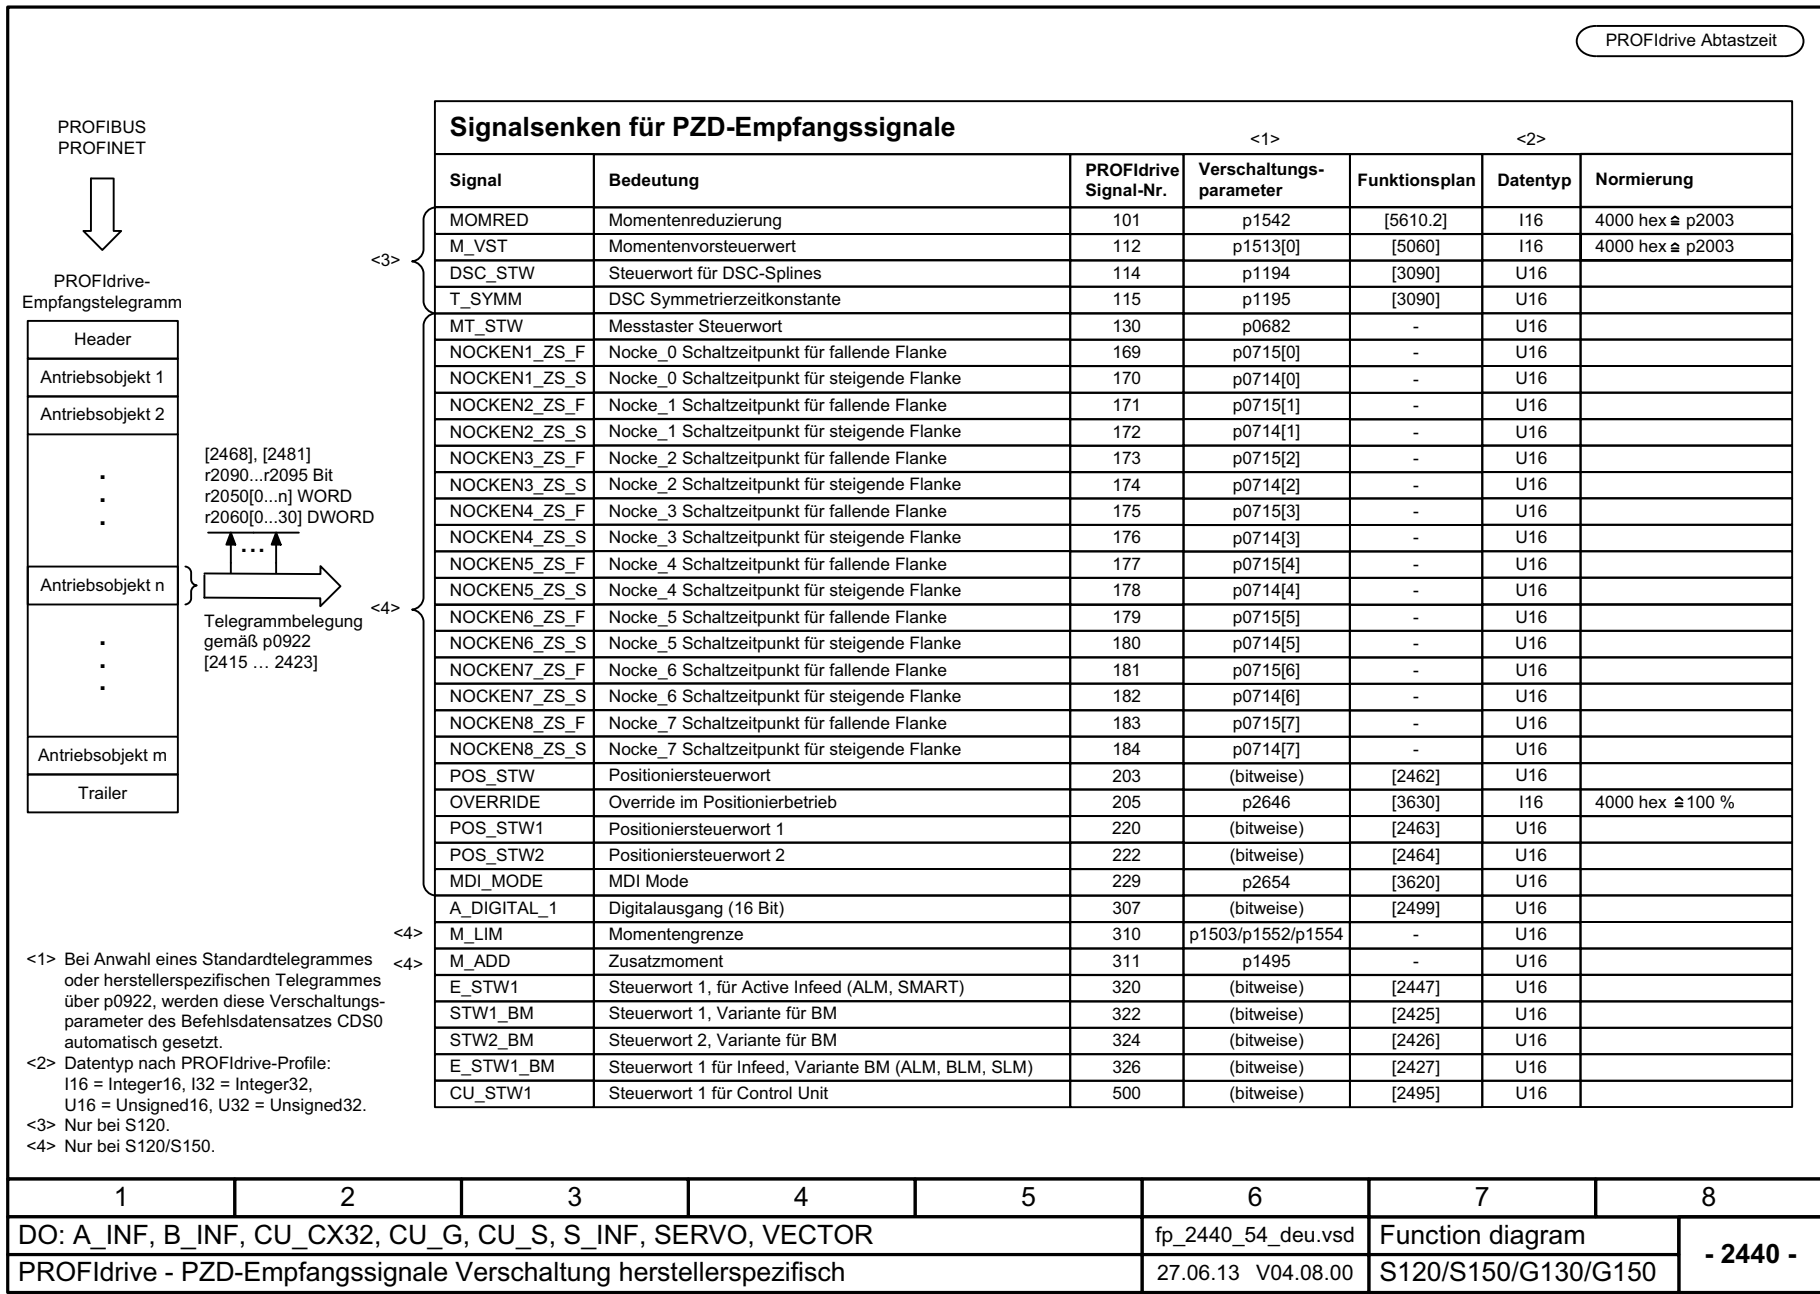 PROFIdrive Abtastzeit
PROFIBUS
PROFINET
PROFIdrive-
Empfangstelegramm
Header
Antriebsobjekt 1
Antriebsobjekt 2
.
.
.
Antriebsobjekt n
.
.
.
Antriebsobjekt m
Trailer
[2468], [2481]
r2090...r2095 Bit
r2050[0...n] WORD
r2060[0...30] DWORD
...
Telegrammbelegung
gemäß p0922
[2415 … 2423]
Signalsenken für PZD-Empfangssignale <1> <2>
Signal Bedeutung PROFIdrive Signal-Nr. Verschaltungs-parameter Funktionsplan Datentyp Normierung
<3>
MOMRED Momentenreduzierung 101 p1542 [5610.2] I16 4000 hex ≙ p2003
M_VST Momentenvorsteuerwert 112 p1513[0] [5060] I16 4000 hex ≙ p2003
DSC_STW Steuerwort für DSC-Splines 114 p1194 [3090] U16
T_SYMM DSC Symmetrierzeitkonstante 115 p1195 [3090] U16
<4>
MT_STW Messtaster Steuerwort 130 p0682 - U16
NOCKEN1_ZS_F Nocke_0 Schaltzeitpunkt für fallende Flanke 169 p0715[0] - U16
NOCKEN1_ZS_S Nocke_0 Schaltzeitpunkt für steigende Flanke 170 p0714[0] - U16
NOCKEN2_ZS_F Nocke_1 Schaltzeitpunkt für fallende Flanke 171 p0715[1] - U16
NOCKEN2_ZS_S Nocke_1 Schaltzeitpunkt für steigende Flanke 172 p0714[1] - U16
NOCKEN3_ZS_F Nocke_2 Schaltzeitpunkt für fallende Flanke 173 p0715[2] - U16
NOCKEN3_ZS_S Nocke_2 Schaltzeitpunkt für steigende Flanke 174 p0714[2] - U16
NOCKEN4_ZS_F Nocke_3 Schaltzeitpunkt für fallende Flanke 175 p0715[3] - U16
NOCKEN4_ZS_S Nocke_3 Schaltzeitpunkt für steigende Flanke 176 p0714[3] - U16
NOCKEN5_ZS_F Nocke_4 Schaltzeitpunkt für fallende Flanke 177 p0715[4] - U16
NOCKEN5_ZS_S Nocke_4 Schaltzeitpunkt für steigende Flanke 178 p0714[4] - U16
NOCKEN6_ZS_F Nocke_5 Schaltzeitpunkt für fallende Flanke 179 p0715[5] - U16
NOCKEN6_ZS_S Nocke_5 Schaltzeitpunkt für steigende Flanke 180 p0714[5] - U16
NOCKEN7_ZS_F Nocke_6 Schaltzeitpunkt für fallende Flanke 181 p0715[6] - U16
NOCKEN7_ZS_S Nocke_6 Schaltzeitpunkt für steigende Flanke 182 p0714[6] - U16
NOCKEN8_ZS_F Nocke_7 Schaltzeitpunkt für fallende Flanke 183 p0715[7] - U16
NOCKEN8_ZS_S Nocke_7 Schaltzeitpunkt für steigende Flanke 184 p0714[7] - U16
POS_STW Positioniersteuerwort 203 (bitweise) [2462] U16
OVERRIDE Override im Positionierbetrieb 205 p2646 [3630] I16 4000 hex ≙100 %
POS_STW1 Positioniersteuerwort 1 220 (bitweise) [2463] U16
POS_STW2 Positioniersteuerwort 2 222 (bitweise) [2464] U16
MDI_MODE MDI Mode 229 p2654 [3620] U16
A_DIGITAL_1 Digitalausgang (16 Bit) 307 (bitweise) [2499] U16
<4> M_LIM Momentengrenze 310 p1503/p1552/p1554 - U16
<4> M_ADD Zusatzmoment 311 p1495 - U16
E_STW1 Steuerwort 1, für Active Infeed (ALM, SMART) 320 (bitweise) [2447] U16
STW1_BM Steuerwort 1, Variante für BM 322 (bitweise) [2425] U16
STW2_BM Steuerwort 2, Variante für BM 324 (bitweise) [2426] U16
E_STW1_BM Steuerwort 1 für Infeed, Variante BM (ALM, BLM, SLM) 326 (bitweise) [2427] U16
CU_STW1 Steuerwort 1 für Control Unit 500 (bitweise) [2495] U16
<1> Bei Anwahl eines Standardtelegrammes
oder herstellerspezifischen Telegrammes
über p0922, werden diese Verschaltungs-
parameter des Befehlsdatensatzes CDS0
automatisch gesetzt.
<2> Datentyp nach PROFIdrive-Profile:
I16 = Integer16, I32 = Integer32,
U16 = Unsigned16, U32 = Unsigned32.
<3> Nur bei S120.
<4> Nur bei S120/S150.
1 2 3 4 5 6 7 8
DO: A_INF, B_INF, CU_CX32, CU_G, CU_S, S_INF, SERVO, VECTOR fp_2440_54_deu.vsd Function diagram
- 2440 -
PROFIdrive - PZD-Empfangssignale Verschaltung herstellerspezifisch 27.06.13 V04.08.00 S120/S150/G130/G150